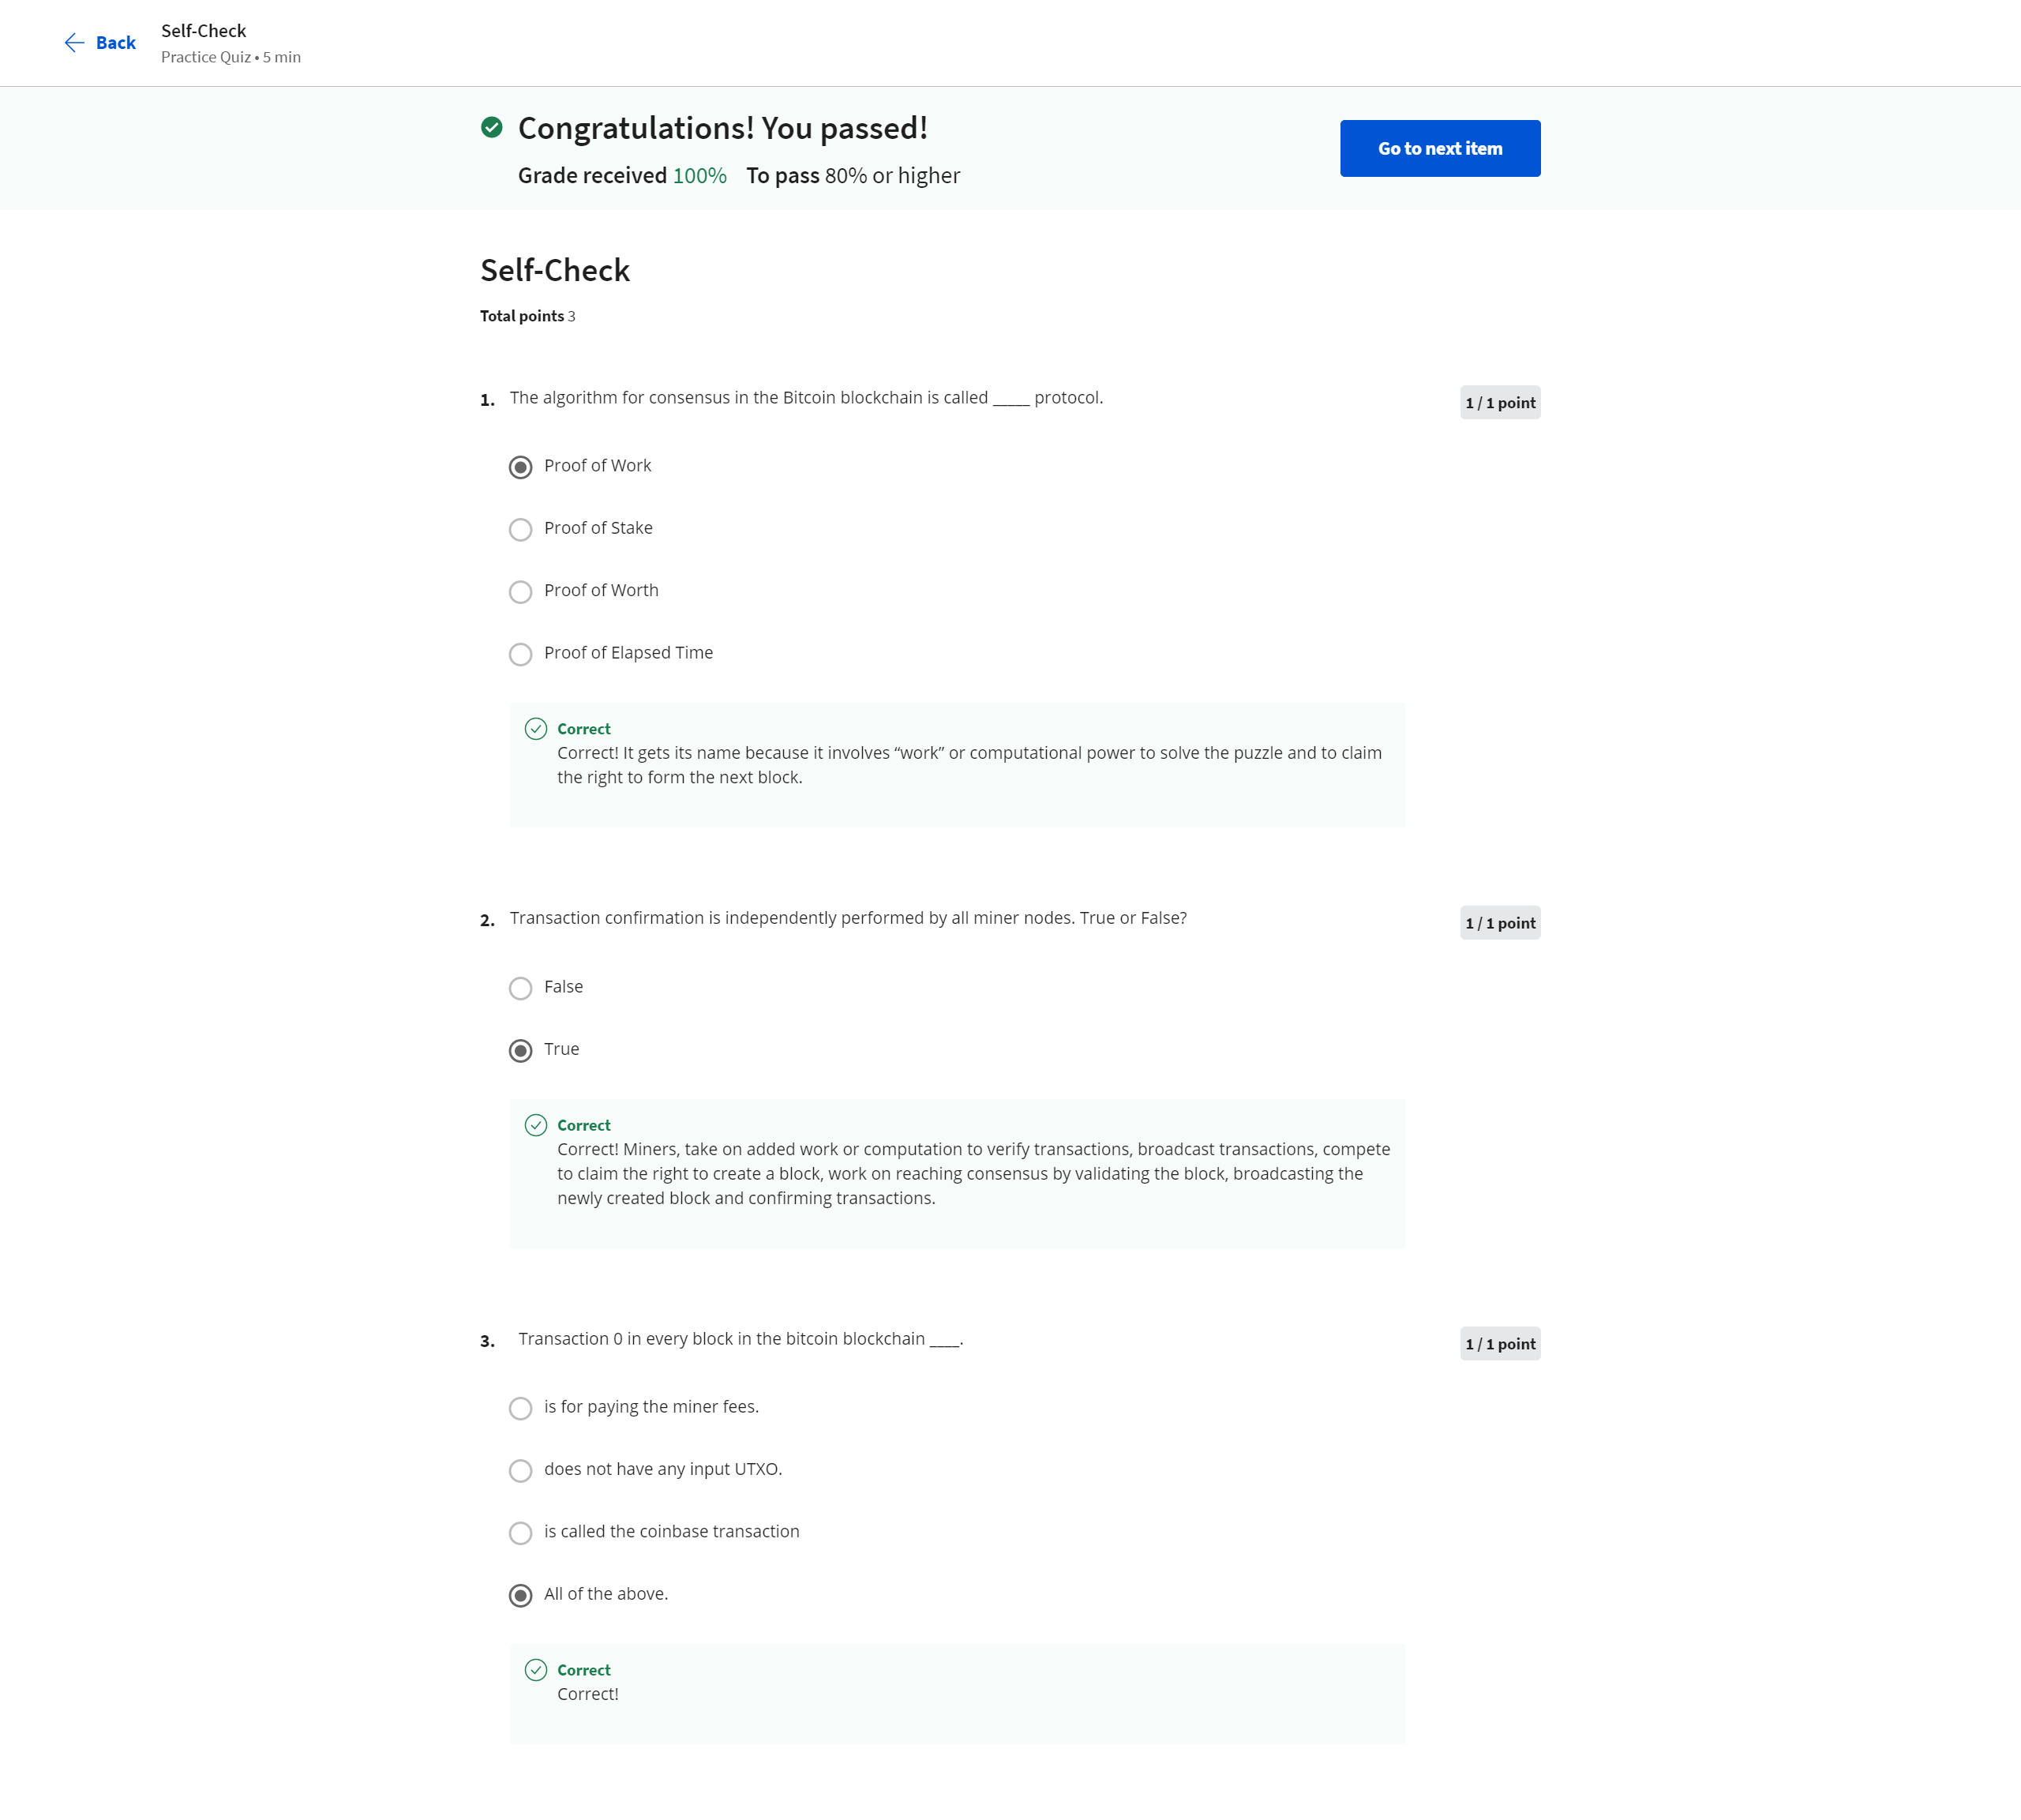 Back
Self-Check
Practice Quiz • 5 min
Congratulations! You passed!
Grade received 100% To pass 80% or higher
Go to next item
Self-Check
Total points 3
1. The algorithm for consensus in the Bitcoin blockchain is called _____ protocol.
1 / 1 point
Proof of Work
Proof of Stake
Proof of Worth
Proof of Elapsed Time
Correct
Correct! It gets its name because it involves “work” or computational power to solve the puzzle and to claim
the right to form the next block.
2. Transaction confirmation is independently performed by all miner nodes. True or False?
1 / 1 point
False
True
Correct
Correct! Miners, take on added work or computation to verify transactions, broadcast transactions, compete
to claim the right to create a block, work on reaching consensus by validating the block, broadcasting the
newly created block and confirming transactions.
3. Transaction 0 in every block in the bitcoin blockchain ____.
1 / 1 point
is for paying the miner fees.
does not have any input UTXO.
is called the coinbase transaction
All of the above.
Correct
Correct!